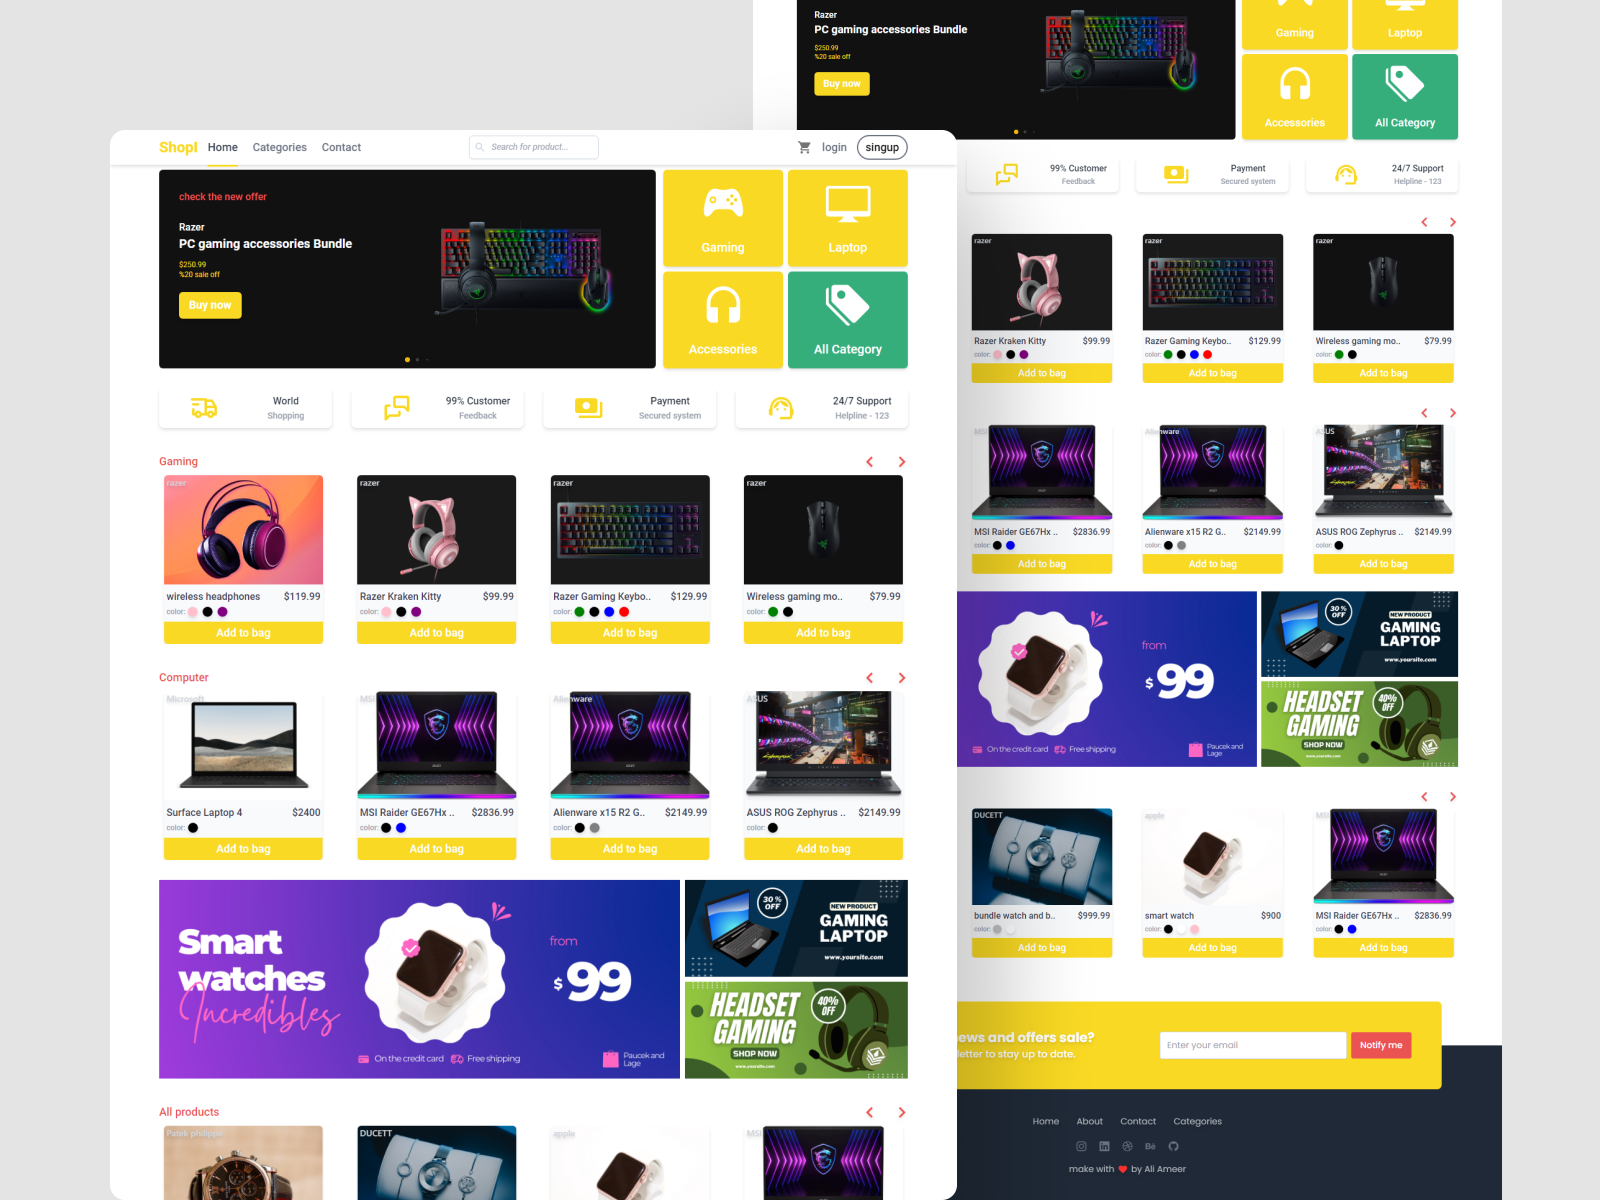 Shopl Home Categories Contact
Search for product...
login singup
check the new offer
Razer
PC gaming accessories Bundle
$250.99
%20 sale off
Buy now
Gaming
Laptop
Accessories
All Category
World
Shopping
99% Customer
Feedback
Payment
Secured system
24/7 Support
Helpline - 123
Gaming
razer
wireless headphones $119.99
color:
Add to bag
razer
Razer Kraken Kitty $99.99
color:
Add to bag
razer
Razer Gaming Keybo.. $129.99
color:
Add to bag
razer
Wireless gaming mo.. $79.99
color:
Add to bag
Computer
Microsoft
Surface Laptop 4 $2400
color:
Add to bag
MSI
MSI Raider GE67Hx .. $2836.99
color:
Add to bag
Alienware
Alienware x15 R2 G.. $2149.99
color:
Add to bag
ASUS
ASUS ROG Zephyrus .. $2149.99
color:
Add to bag
Smart
watches
Incredibles
from
$99
On the credit card Free shipping
Paucek and
Lage
30%
OFF
NEW PRODUCT
GAMING
LAPTOP
www.yoursite.com
HEADSET
GAMING
40%
OFF
SHOP NOW
www.yoursite.com
All products
Patek philippe
DUCETT
apple
MSI
Razer
PC gaming accessories Bundle
$250.99
%20 sale off
Buy now
Gaming
Laptop
Accessories
All Category
99% Customer
Feedback
Payment
Secured system
24/7 Support
Helpline - 123
razer
Razer Kraken Kitty $99.99
color:
Add to bag
razer
Razer Gaming Keybo.. $129.99
color:
Add to bag
razer
Wireless gaming mo.. $79.99
color:
Add to bag
MSI
MSI Raider GE67Hx .. $2836.99
color:
Add to bag
Alienware
Alienware x15 R2 G.. $2149.99
color:
Add to bag
ASUS
ASUS ROG Zephyrus .. $2149.99
color:
Add to bag
from
$99
On the credit card Free shipping
Paucek and
Lage
30%
OFF
NEW PRODUCT
GAMING
LAPTOP
www.yoursite.com
HEADSET
GAMING
40%
OFF
SHOP NOW
www.yoursite.com
DUCETT
bundle watch and b.. $999.99
color:
Add to bag
apple
smart watch $900
color:
Add to bag
MSI
MSI Raider GE67Hx .. $2836.99
color:
Add to bag
ews and offers sale?
letter to stay up to date.
Enter your email
Notify me
Home About Contact Categories
make with by Ali Ameer